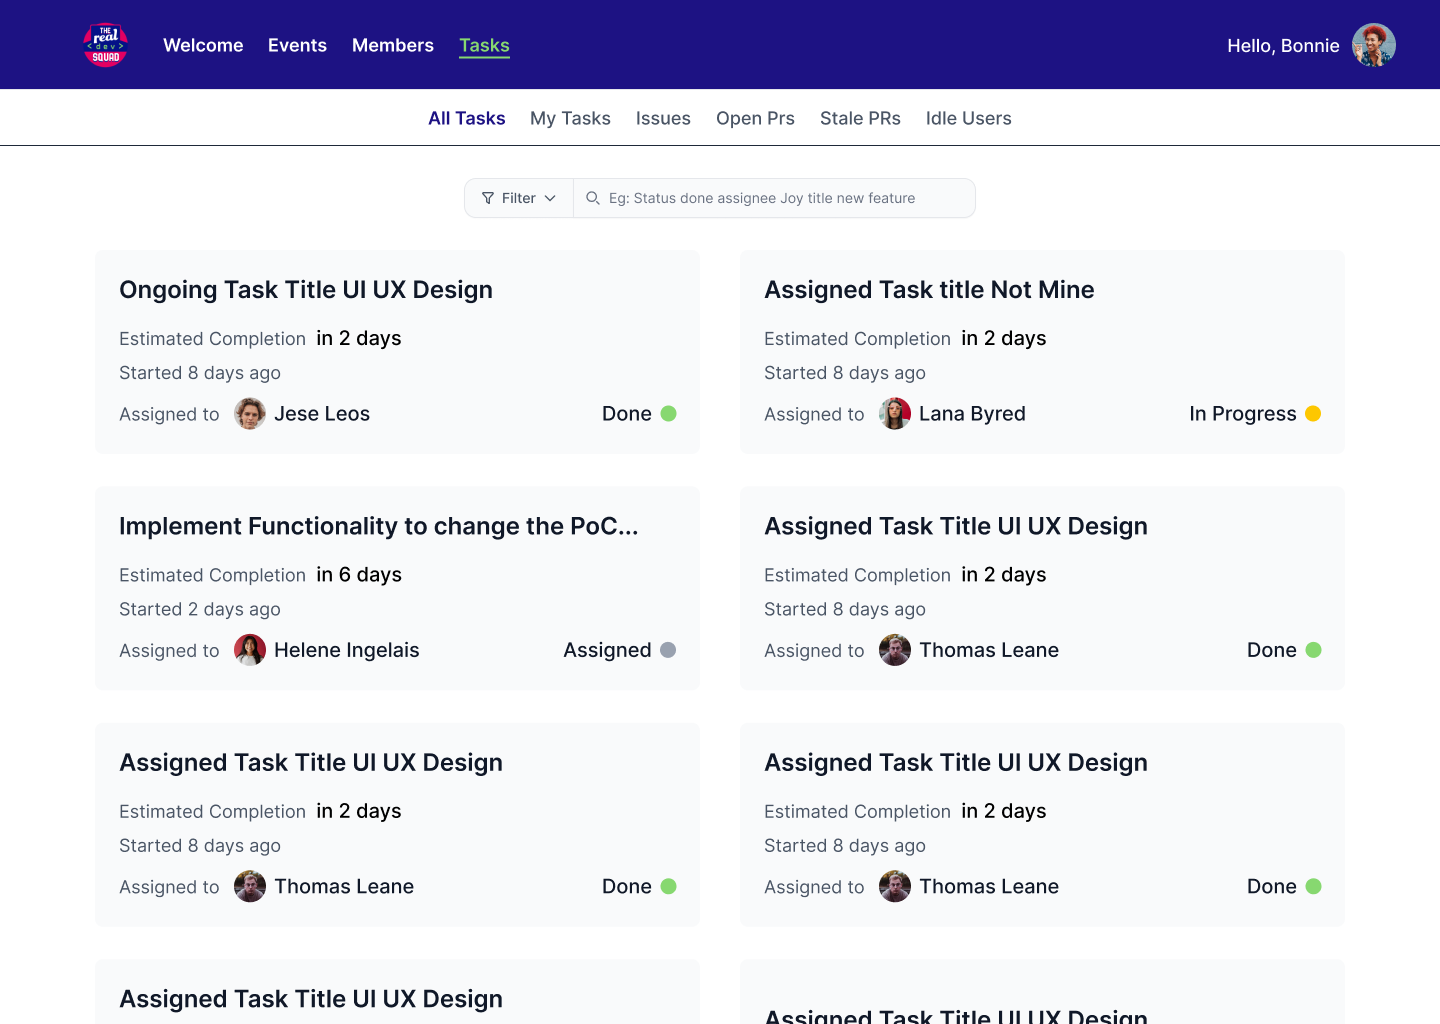 THE
real
<dev>
SQUAD
Welcome Events Members Tasks
Hello, Bonnie
All Tasks My Tasks Issues Open Prs Stale PRs Idle Users
Filter
Eg: Status done assignee Joy title new feature
Ongoing Task Title UI UX Design
Estimated Completion in 2 days
Started 8 days ago
Assigned to Jese Leos Done
Assigned Task title Not Mine
Estimated Completion in 2 days
Started 8 days ago
Assigned to Lana Byred In Progress
Implement Functionality to change the PoC...
Estimated Completion in 6 days
Started 2 days ago
Assigned to Helene Ingelais Assigned
Assigned Task Title UI UX Design
Estimated Completion in 2 days
Started 8 days ago
Assigned to Thomas Leane Done
Assigned Task Title UI UX Design
Estimated Completion in 2 days
Started 8 days ago
Assigned to Thomas Leane Done
Assigned Task Title UI UX Design
Estimated Completion in 2 days
Started 8 days ago
Assigned to Thomas Leane Done
Assigned Task Title UI UX Design
Assigned Task Title UI UX Design